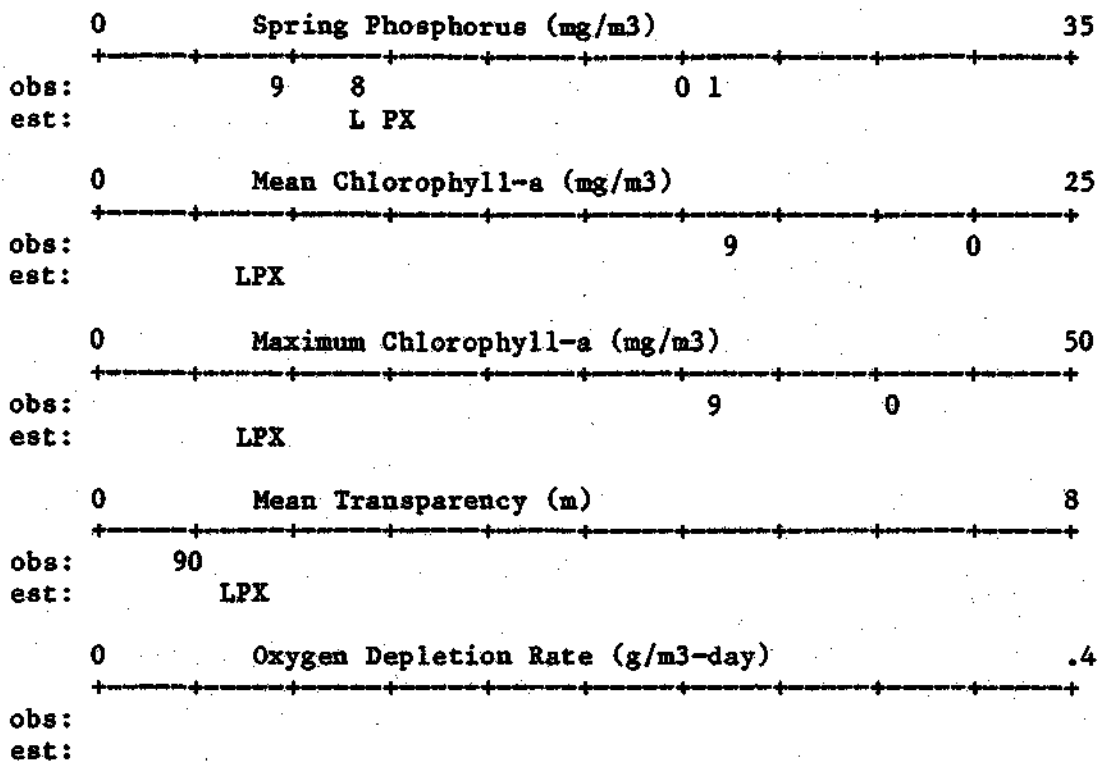 0 Spring Phosphorus (mg/m3) 35
+-----+-----+-----+-----+-----+-----+-----+-----+-----+-----+
obs: 9 8 0 1
est: L PX
0 Mean Chlorophyll-a (mg/m3) 25
+-----+-----+-----+-----+-----+-----+-----+-----+-----+-----+
obs: 9 0
est: LPX
0 Maximum Chlorophyll-a (mg/m3) 50
+-----+-----+-----+-----+-----+-----+-----+-----+-----+-----+
obs: 9 0
est: LPX
0 Mean Transparency (m) 8
+-----+-----+-----+-----+-----+-----+-----+-----+-----+-----+
obs: 90
est: LPX
0 Oxygen Depletion Rate (g/m3-day) .4
+-----+-----+-----+-----+-----+-----+-----+-----+-----+-----+
obs:
est: